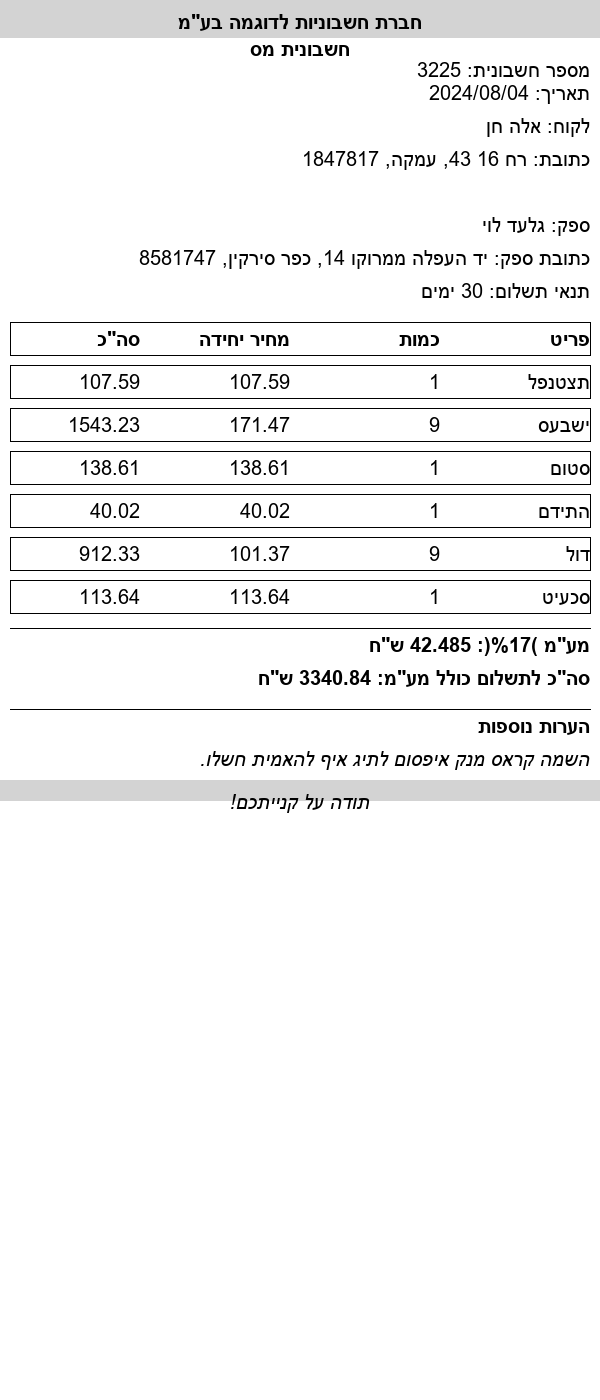 חברת חשבוניות לדוגמה בע"מ
חשבונית מס
מספר חשבונית: 3225
תאריך: 2024/08/04
לקוח: אלה חן
כתובת: רח 16 43, עמקה, 1847817
ספק: גלעד לוי
כתובת ספק: יד העפלה ממרוקו 14, כפר סירקין, 8581747
תנאי תשלום: 30 ימים
פריט כמות מחיר יחידה סה"כ
תצטנפל 1 107.59 107.59
ישבעס 9 171.47 1543.23
סטום 1 138.61 138.61
התידם 1 40.02 40.02
דול 9 101.37 912.33
סכעיט 1 113.64 113.64
מע"מ )17%(: 42.485 ש"ח
סה"כ לתשלום כולל מע"מ: 3340.84 ש"ח
הערות נוספות
השמה קראס מנק איפסום לתיג איף להאמית חשלו.
תודה על קנייתכם!